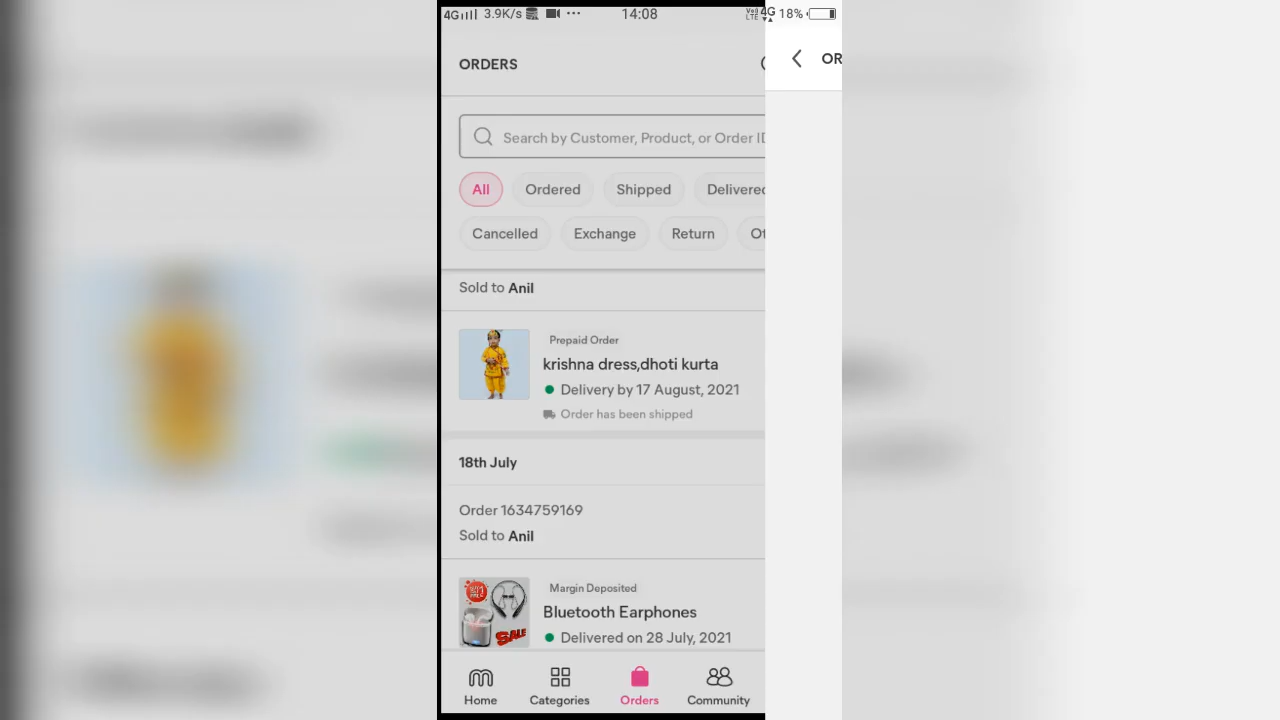 4G 3.9K/s ··· 14:08 4G 18%
ORDERS
OR
Search by Customer, Product, or Order ID
All Ordered Shipped Delivered
Cancelled Exchange Return Ot
Sold to Anil
Prepaid Order
krishna dress,dhoti kurta
Delivery by 17 August, 2021
Order has been shipped
18th July
Order 1634759169
Sold to Anil
Margin Deposited
Bluetooth Earphones
SALE
Delivered on 28 July, 2021
Home Categories Orders Community